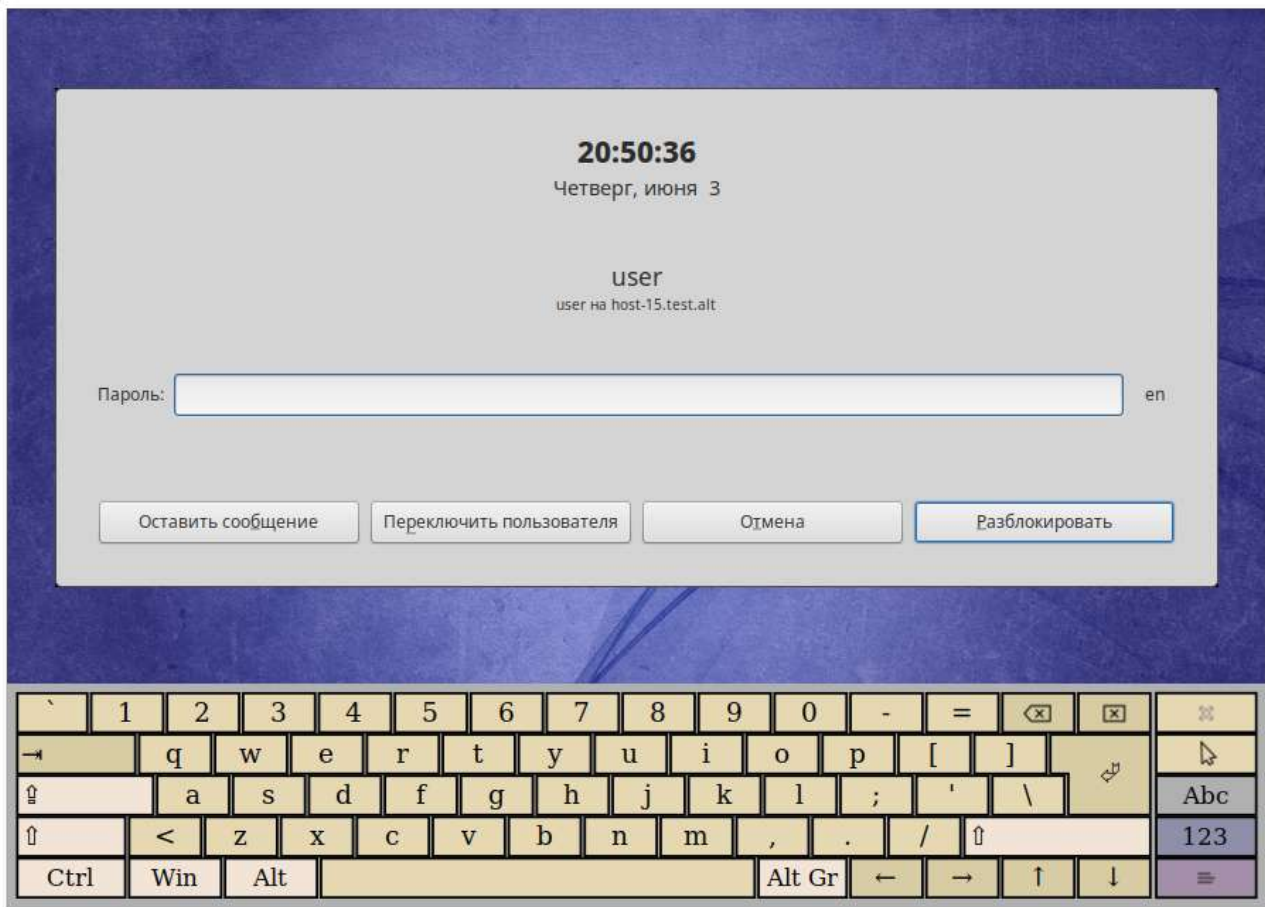 20:50:36
Четверг, июня 3
user
user на host-15.test.alt
Пароль:
en
Оставить сообщение Переключить пользователя Отмена Разблокировать
` 1 2 3 4 5 6 7 8 9 0 - = ⌫ ⌧
⇥ q w e r t y u i o p [ ]
⇪ a s d f g h j k l ; ' \ Abc
⇧ < z x c v b n m , . / ⇧ 123
Ctrl Win Alt Alt Gr ← → ↑ ↓